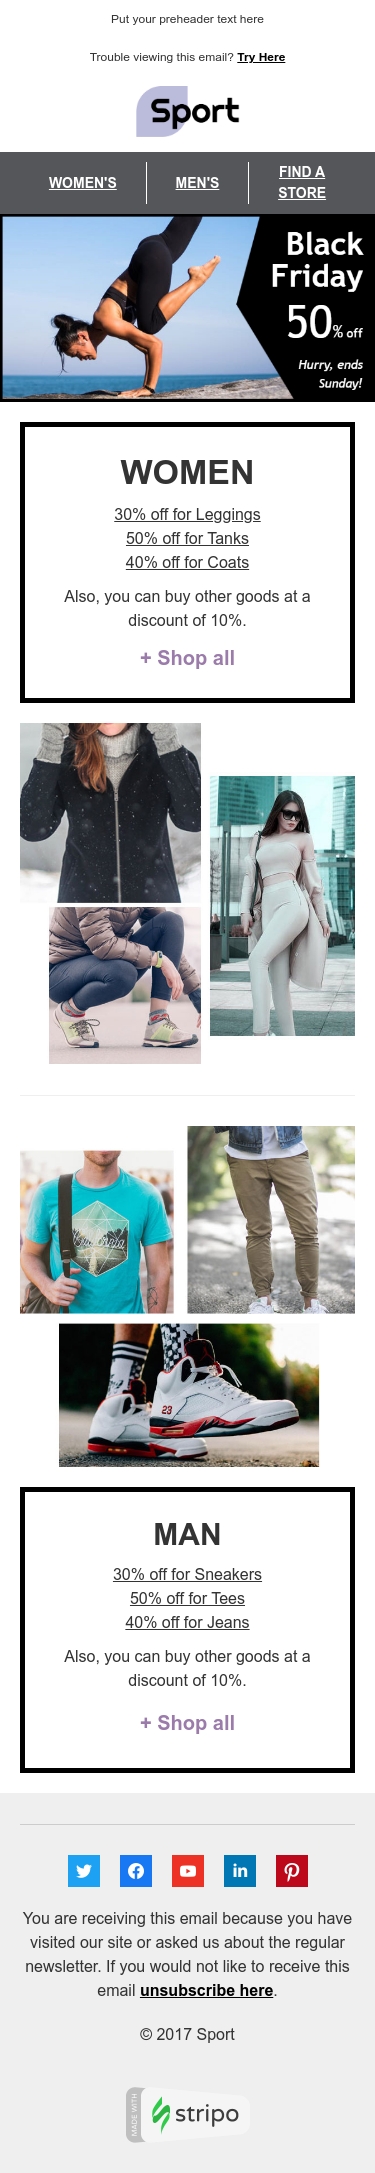 Put your preheader text here
Trouble viewing this email? Try Here
Sport
WOMEN'S
MEN'S
FIND A
STORE
Black
Friday
50% off
Hurry, ends
Sunday!
WOMEN
30% off for Leggings
50% off for Tanks
40% off for Coats
Also, you can buy other goods at a
discount of 10%.
+ Shop all
23
MAN
30% off for Sneakers
50% off for Tees
40% off for Jeans
Also, you can buy other goods at a
discount of 10%.
+ Shop all
in
You are receiving this email because you have
visited our site or asked us about the regular
newsletter. If you would not like to receive this
email unsubscribe here.
© 2017 Sport
MADE WITH
stripo